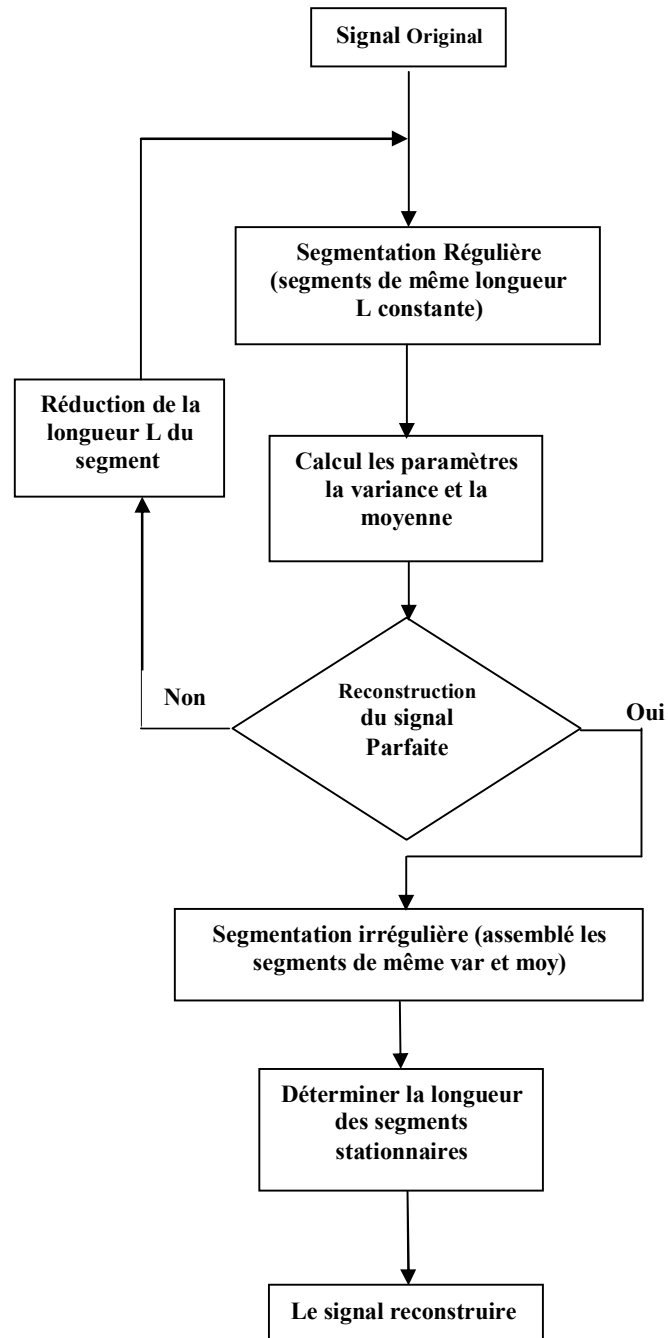 Signal Original
Segmentation Régulière
(segments de même longueur
L constante)
Réduction de la
longueur L du
segment
Calcul les paramètres
la variance et la
moyenne
Non
Reconstruction
du signal
Parfaite
Oui
Segmentation irrégulière (assemblé les
segments de même var et moy)
Déterminer la longueur
des segments
stationnaires
Le signal reconstruire